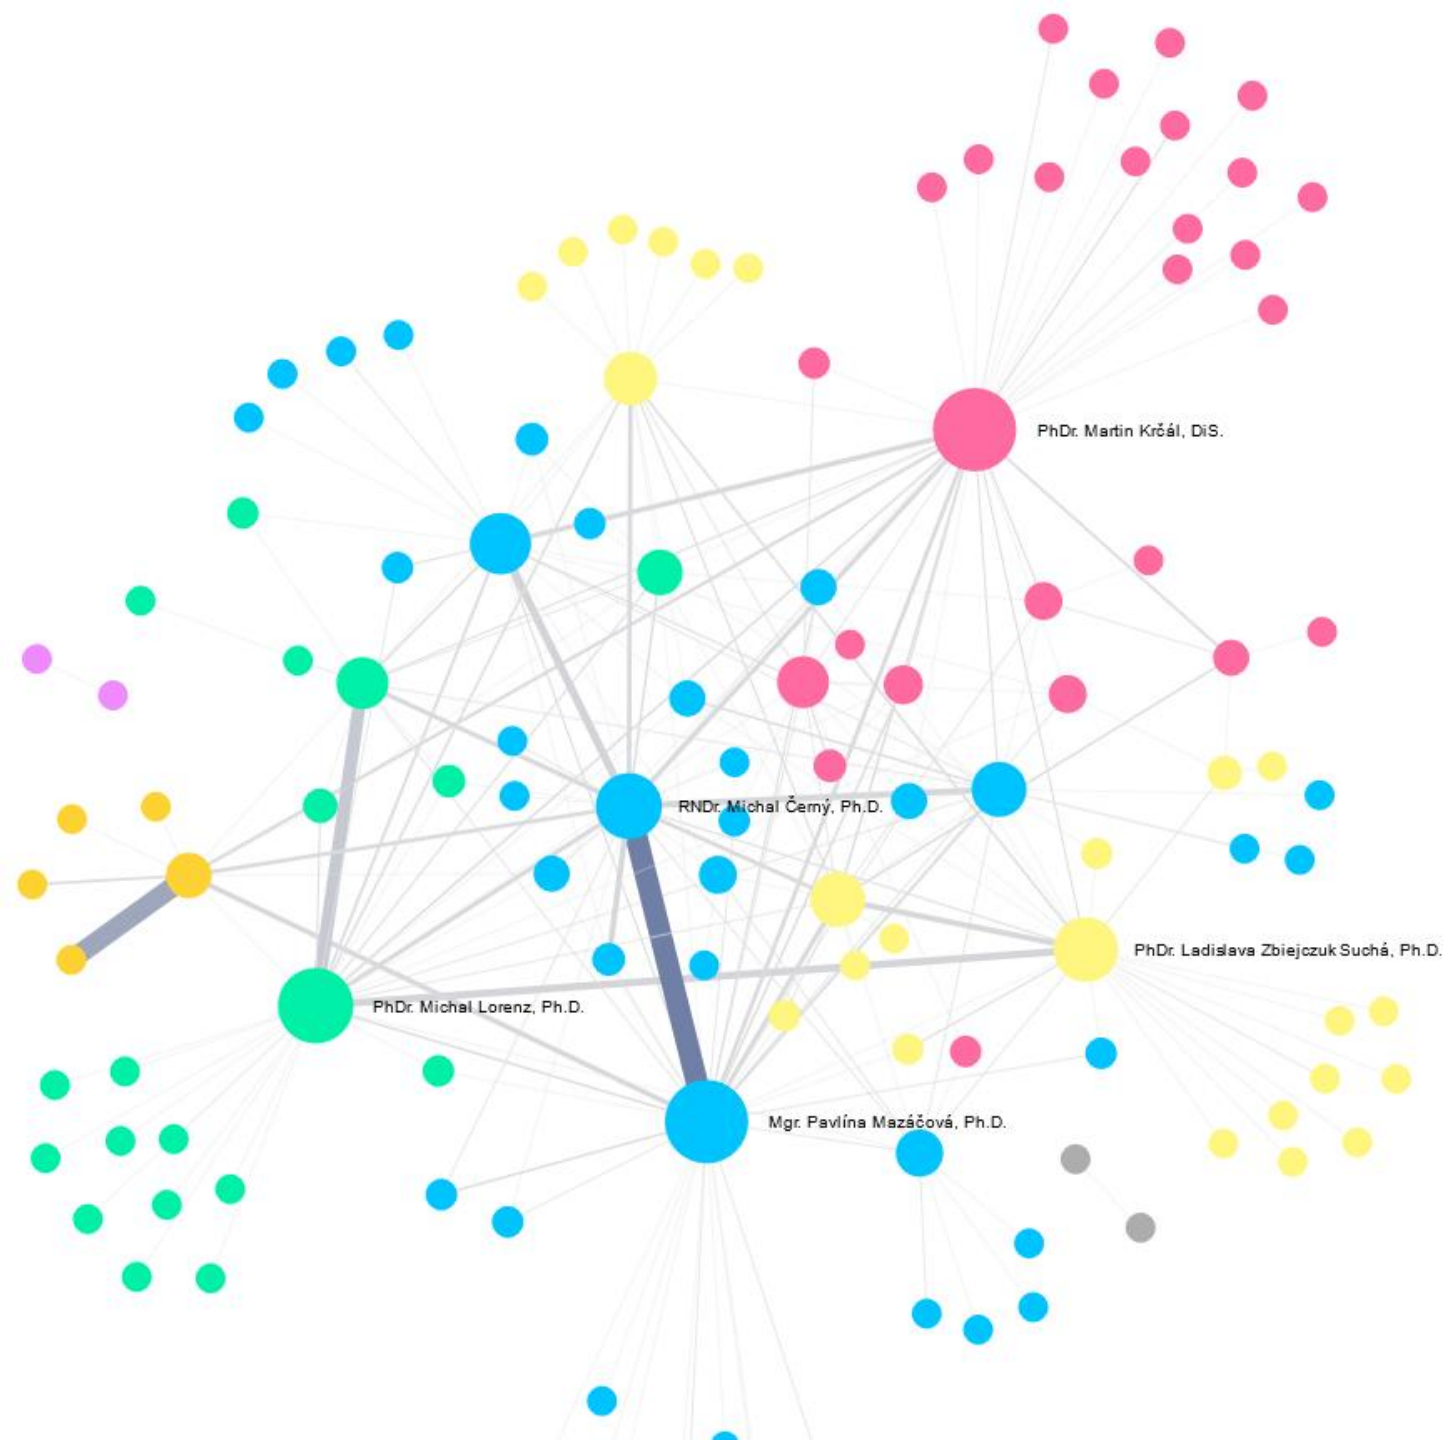 PhDr. Martin Krčál, DiS.
RNDr. Michal Černý, Ph.D.
PhDr. Ladislava Zbiejczuk Suchá, Ph.D.
PhDr. Michal Lorenz, Ph.D.
Mgr. Pavlína Mazáčová, Ph.D.